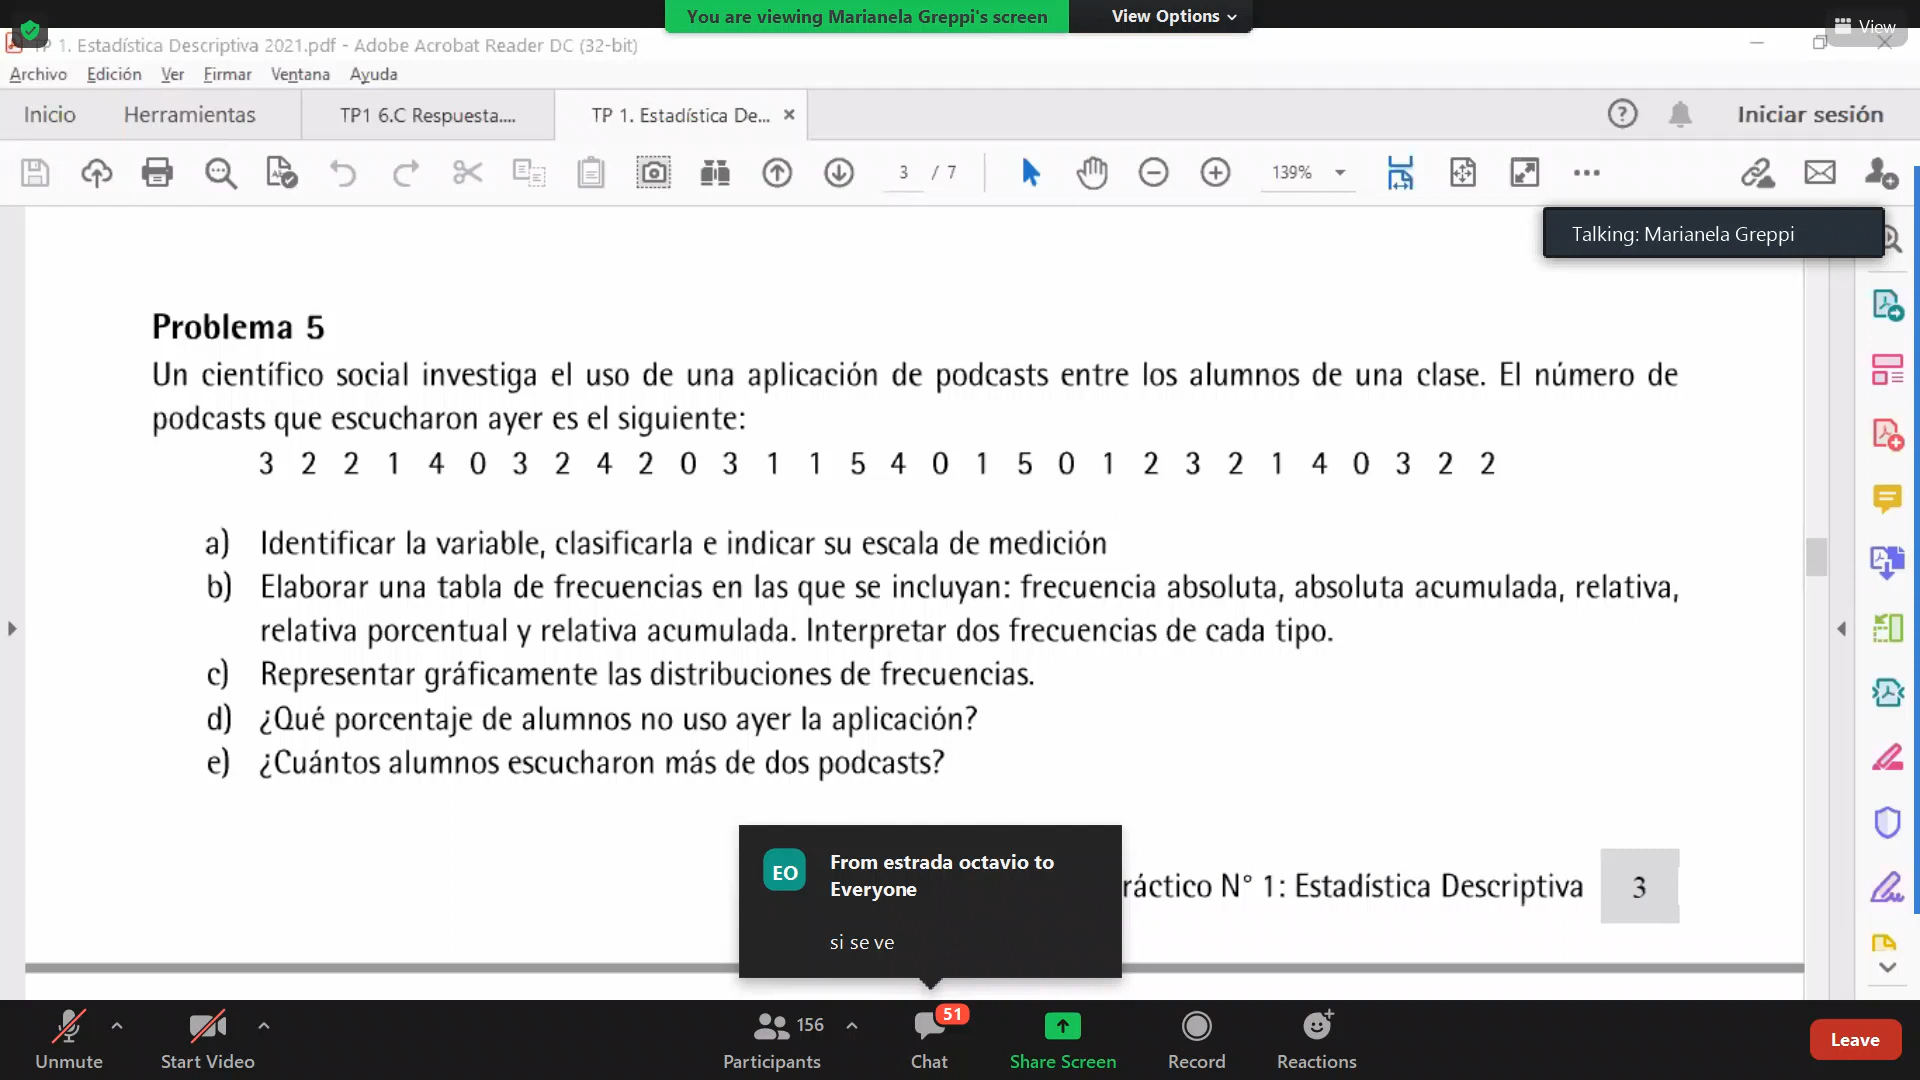 You are viewing Marianela Greppi's screen View Options
View
TP 1. Estadística Descriptiva 2021.pdf - Adobe Acrobat Reader DC (32-bit)
Archivo Edición Ver Firmar Ventana Ayuda
Inicio Herramientas TP1 6.C Respuesta.... TP 1. Estadística De... × Iniciar sesión
3 / 7 139%
Talking: Marianela Greppi
Problema 5
Un científico social investiga el uso de una aplicación de podcasts entre los alumnos de una clase. El número de
podcasts que escucharon ayer es el siguiente:
3 2 2 1 4 0 3 2 4 2 0 3 1 1 5 4 0 1 5 0 1 2 3 2 1 4 0 3 2 2
a) Identificar la variable, clasificarla e indicar su escala de medición
b) Elaborar una tabla de frecuencias en las que se incluyan: frecuencia absoluta, absoluta acumulada, relativa,
relativa porcentual y relativa acumulada. Interpretar dos frecuencias de cada tipo.
c) Representar gráficamente las distribuciones de frecuencias.
d) ¿Qué porcentaje de alumnos no uso ayer la aplicación?
e) ¿Cuántos alumnos escucharon más de dos podcasts?
EO From estrada octavio to
Everyone
si se ve
ráctico N° 1: Estadística Descriptiva 3
156 51
Unmute Start Video Participants Chat Share Screen Record Reactions Leave